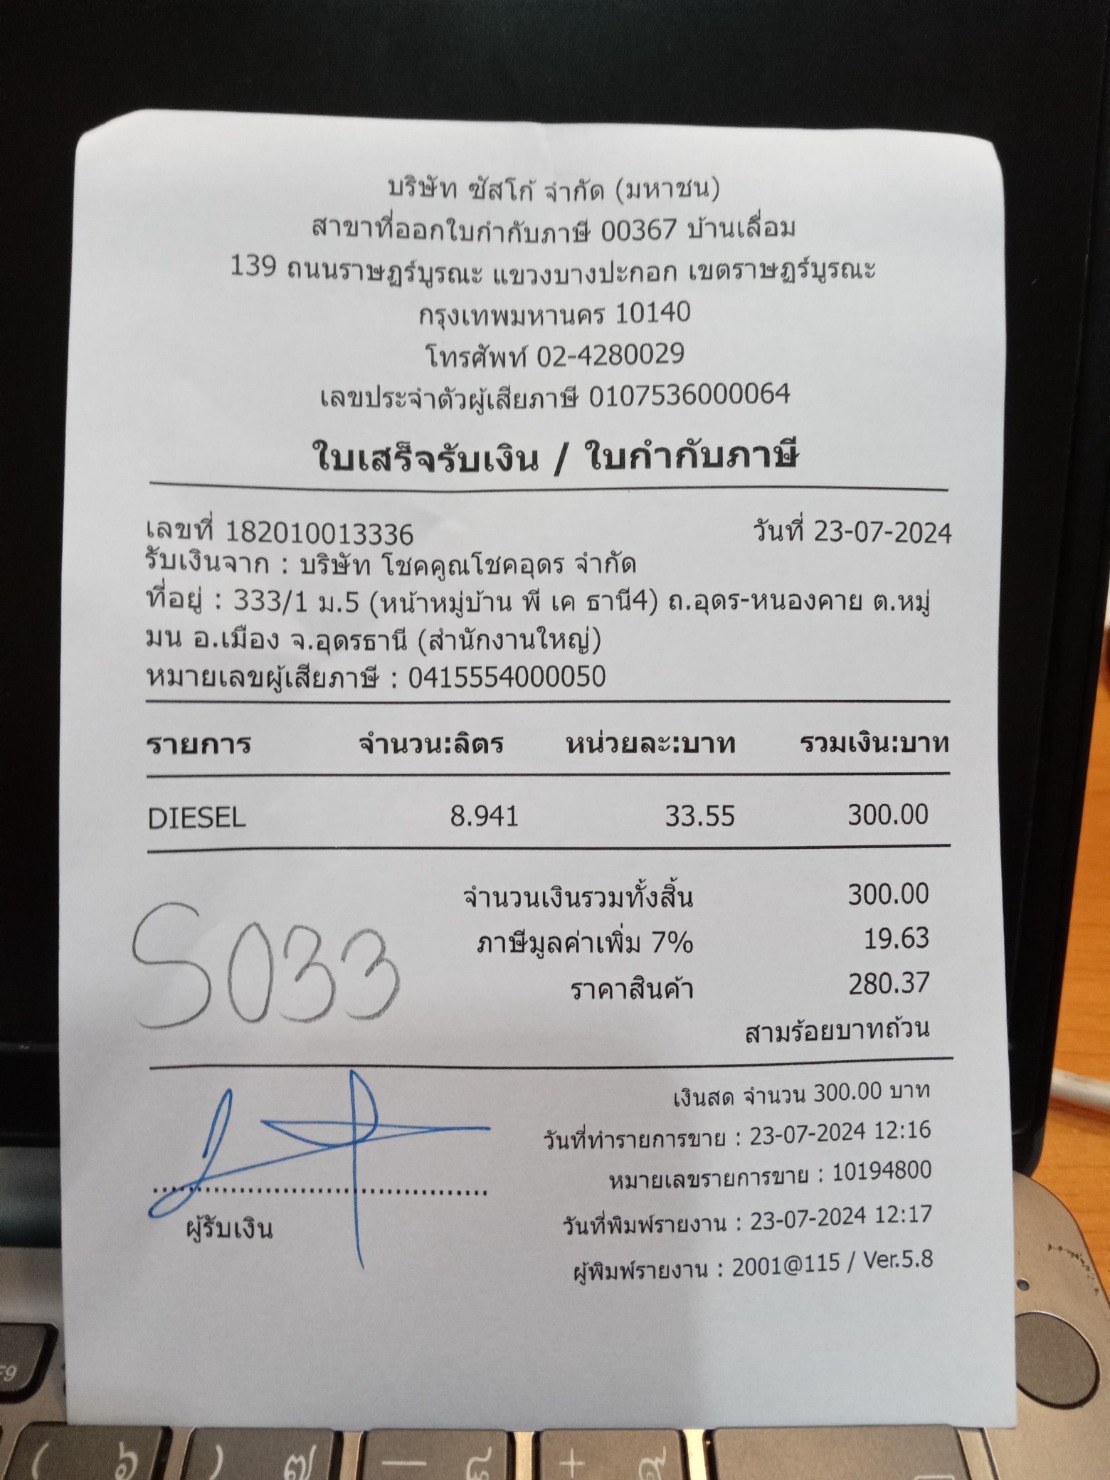 บริษัท ซัสโก้ จำกัด (มหาชน)
สาขาที่ออกใบกำกับภาษี 00367 บ้านเลื่อม
139 ถนนราษฎร์บูรณะ แขวงบางปะกอก เขตราษฎร์บูรณะ
กรุงเทพมหานคร 10140
โทรศัพท์ 02-4280029
เลขประจำตัวผู้เสียภาษี 0107536000064
ใบเสร็จรับเงิน / ใบกำกับภาษี
เลขที่ 182010013336 วันที่ 23-07-2024
รับเงินจาก : บริษัท โชคคูณโชคอุดร จำกัด
ที่อยู่ : 333/1 ม.5 (หน้าหมู่บ้าน พี เค ธานี4) ถ.อุดร-หนองคาย ต.หมู่
มน อ.เมือง จ.อุดรธานี (สำนักงานใหญ่)
หมายเลขผู้เสียภาษี : 0415554000050
รายการ จำนวน:ลิตร หน่วยละ:บาท รวมเงิน:บาท
DIESEL 8.941 33.55 300.00
จำนวนเงินรวมทั้งสิ้น 300.00
ภาษีมูลค่าเพิ่ม 7% 19.63
ราคาสินค้า 280.37
สามร้อยบาทถ้วน
S033
เงินสด จำนวน 300.00 บาท
วันที่ทำรายการขาย : 23-07-2024 12:16
หมายเลขรายการขาย : 10194800
วันที่พิมพ์รายงาน : 23-07-2024 12:17
ผู้พิมพ์รายงาน : 2001@115 / Ver.5.8
ผู้รับเงิน
F9
( ๖ ) ๗ — ๘ + ๙